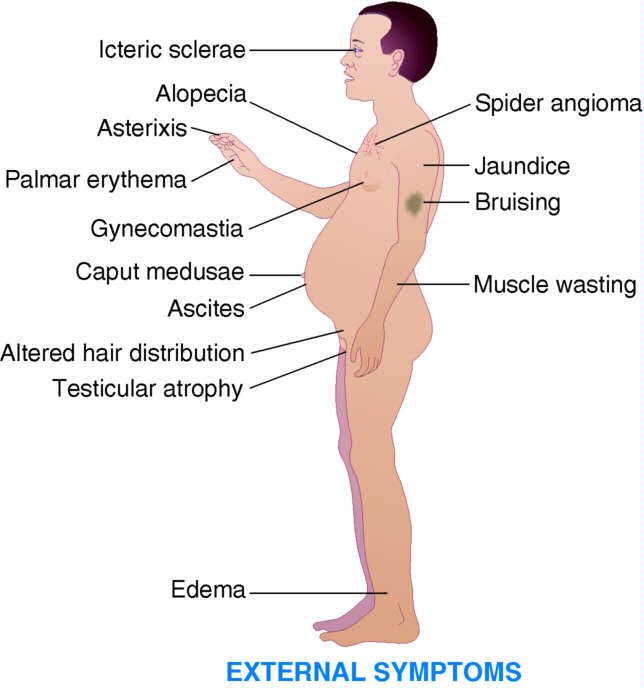 Icteric sclerae
Alopecia
Spider angioma
Asterixis
Jaundice
Palmar erythema
Bruising
Gynecomastia
Caput medusae
Muscle wasting
Ascites
Altered hair distribution
Testicular atrophy
Edema
EXTERNAL SYMPTOMS